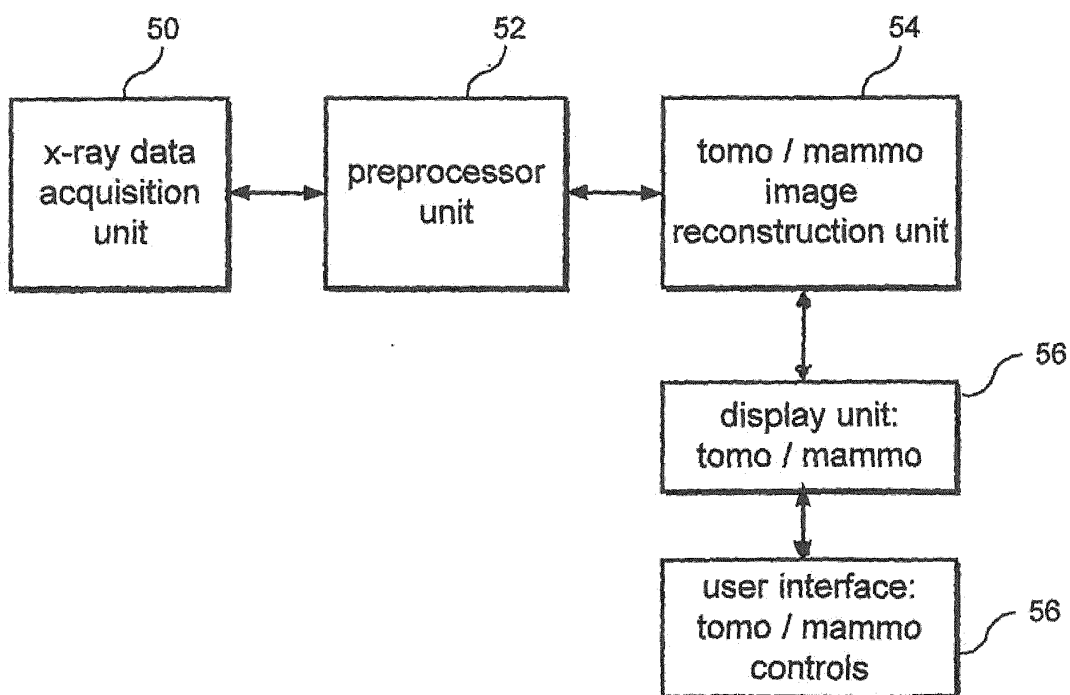 50
52
54
x-ray data
acquisition
unit
preprocessor
unit
tomo / mammo
image
reconstruction unit
56
display unit:
tomo / mammo
user interface:
tomo / mammo
controls
56